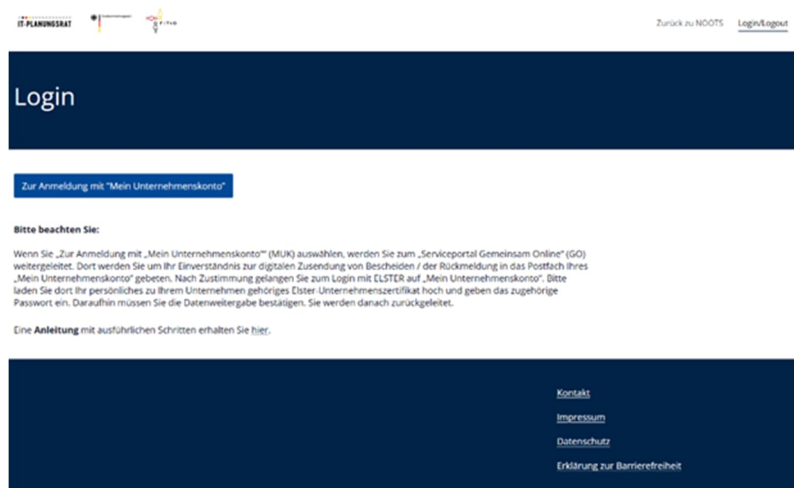 IT-PLANUNGSRAT
FITKO
Zurück zu NOOTS
Login/Logout
Login
Zur Anmeldung mit "Mein Unternehmenskonto"
Bitte beachten Sie:
Wenn Sie „Zur Anmeldung mit „Mein Unternehmenskonto"" (MUK) auswählen, werden Sie zum „Serviceportal Gemeinsam Online" (GO)
weitergeleitet. Dort werden Sie um Ihr Einverständnis zur digitalen Zusendung von Bescheiden / der Rückmeldung in das Postfach Ihres
„Mein Unternehmenskonto" gebeten. Nach Zustimmung gelangen Sie zum Login mit ELSTER auf „Mein Unternehmenskonto". Bitte
laden Sie dort Ihr persönliches zu Ihrem Unternehmen gehöriges Elster-Unternehmenszertifikat hoch und geben das zugehörige
Passwort ein. Daraufhin müssen Sie die Datenweitergabe bestätigen. Sie werden danach zurückgeleitet.
Eine Anleitung mit ausführlichen Schritten erhalten Sie hier.
Kontakt
Impressum
Datenschutz
Erklärung zur Barrierefreiheit